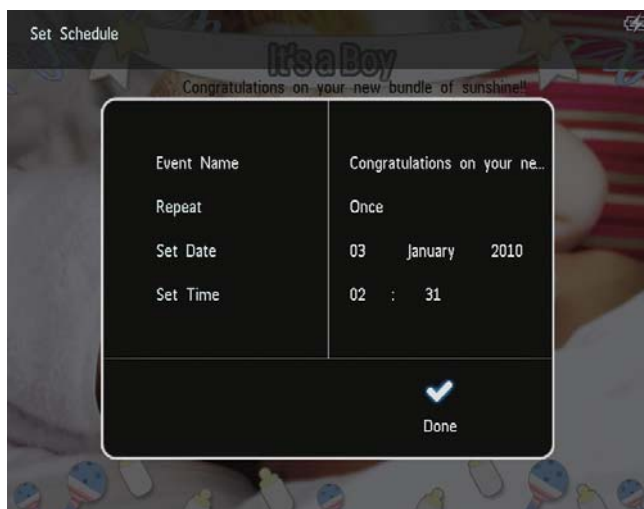 Set Schedule
It's a Boy
Congratulations on your new bundle of sunshine!!
Event Name Congratulations on your ne...
Repeat Once
Set Date 03 January 2010
Set Time 02 : 31
Done